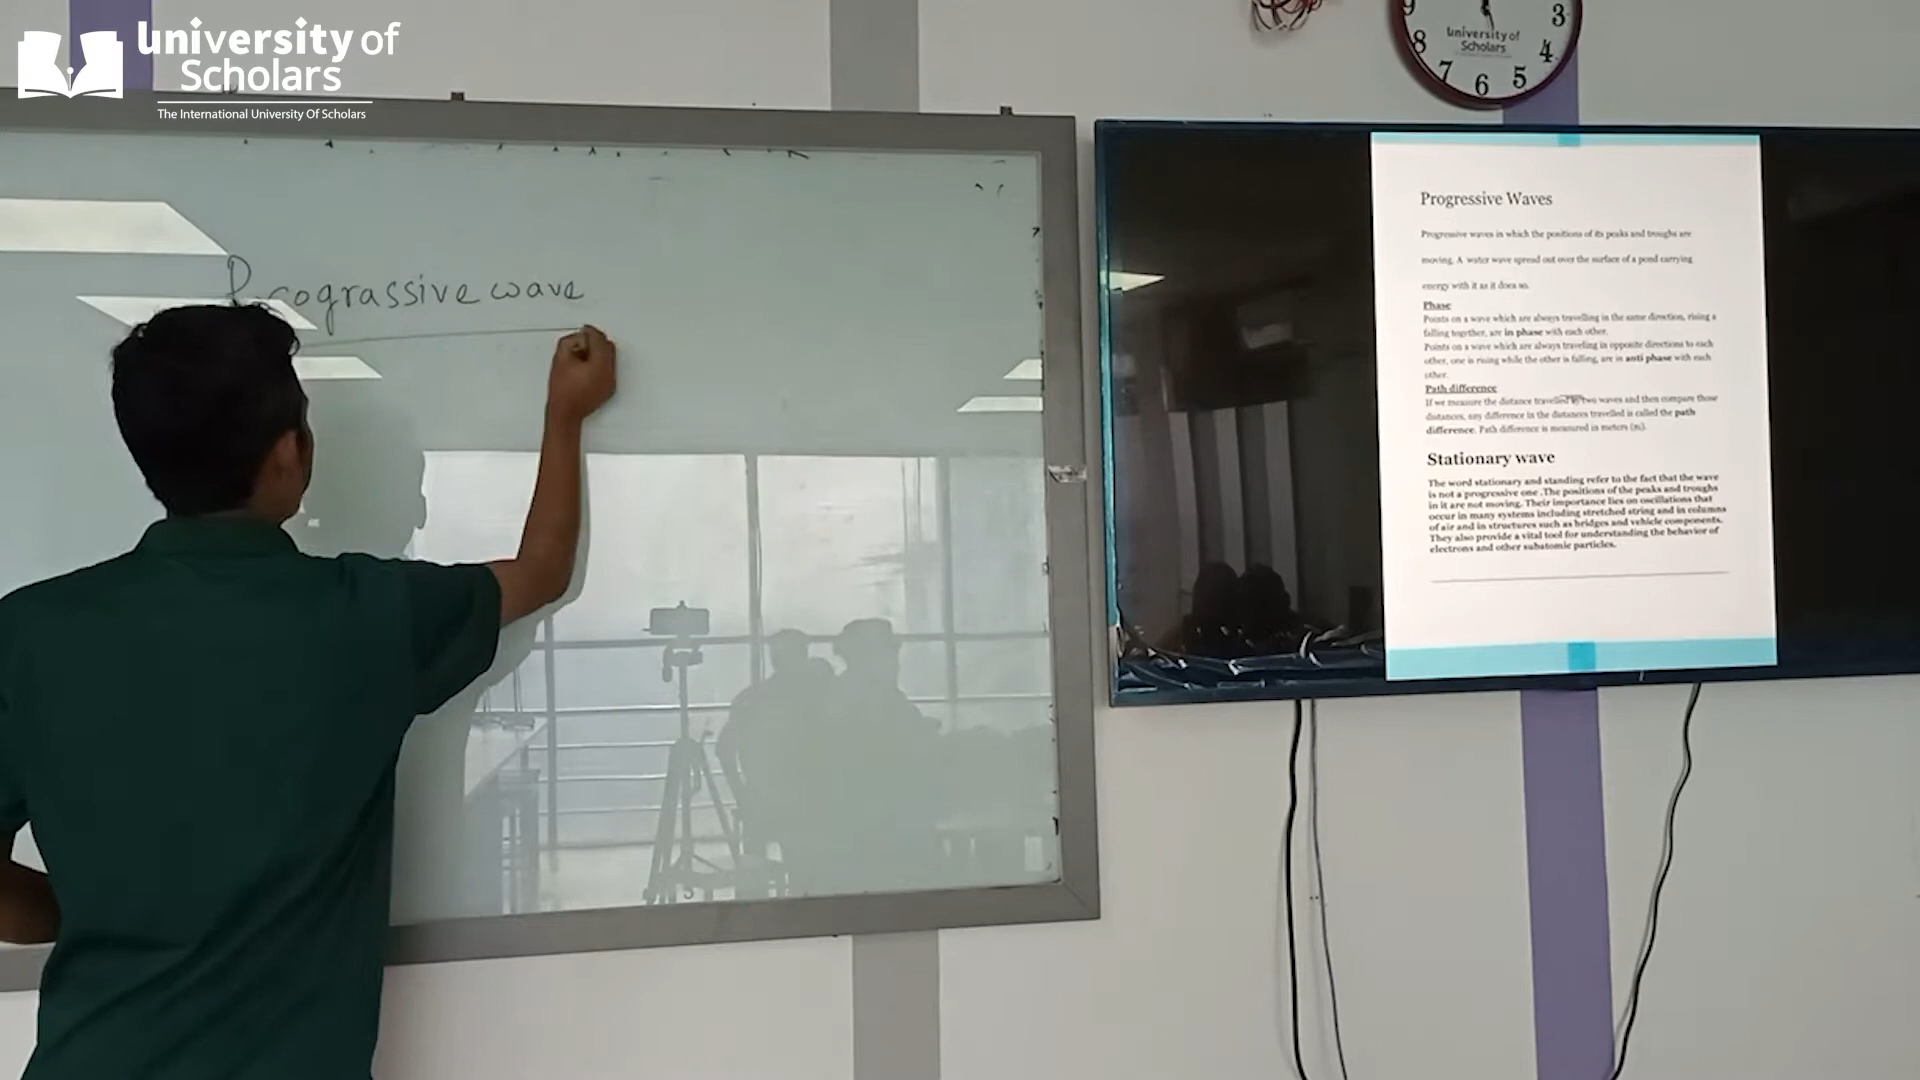 university of
Scholars
The International University Of Scholars
Prograssive wave
9
8
7
6
5
4
3
university of
Scholars
Progressive Waves
Progressive waves in which the positions of its peaks and troughs are
moving. A water wave spread out over the surface of a pond carrying
energy with it as it does so.
Phase
Points on a wave which are always travelling in the same direction, rising a
falling together, are in phase with each other.
Points on a wave which are always traveling in opposite directions to each
other, one is rising while the other is falling, are in anti phase with each
other.
Path difference
If we measure the distance travelled by two waves and then compare those
distances, any difference in the distances travelled is called the path
difference. Path difference is measured in meters (m).
Stationary wave
The word stationary and standing refer to the fact that the wave
is not a progressive one .The positions of the peaks and troughs
in it are not moving. Their importance lies on oscillations that
occur in many systems including stretched string and in columns
of air and in structures such as bridges and vehicle components.
They also provide a vital tool for understanding the behavior of
electrons and other subatomic particles.